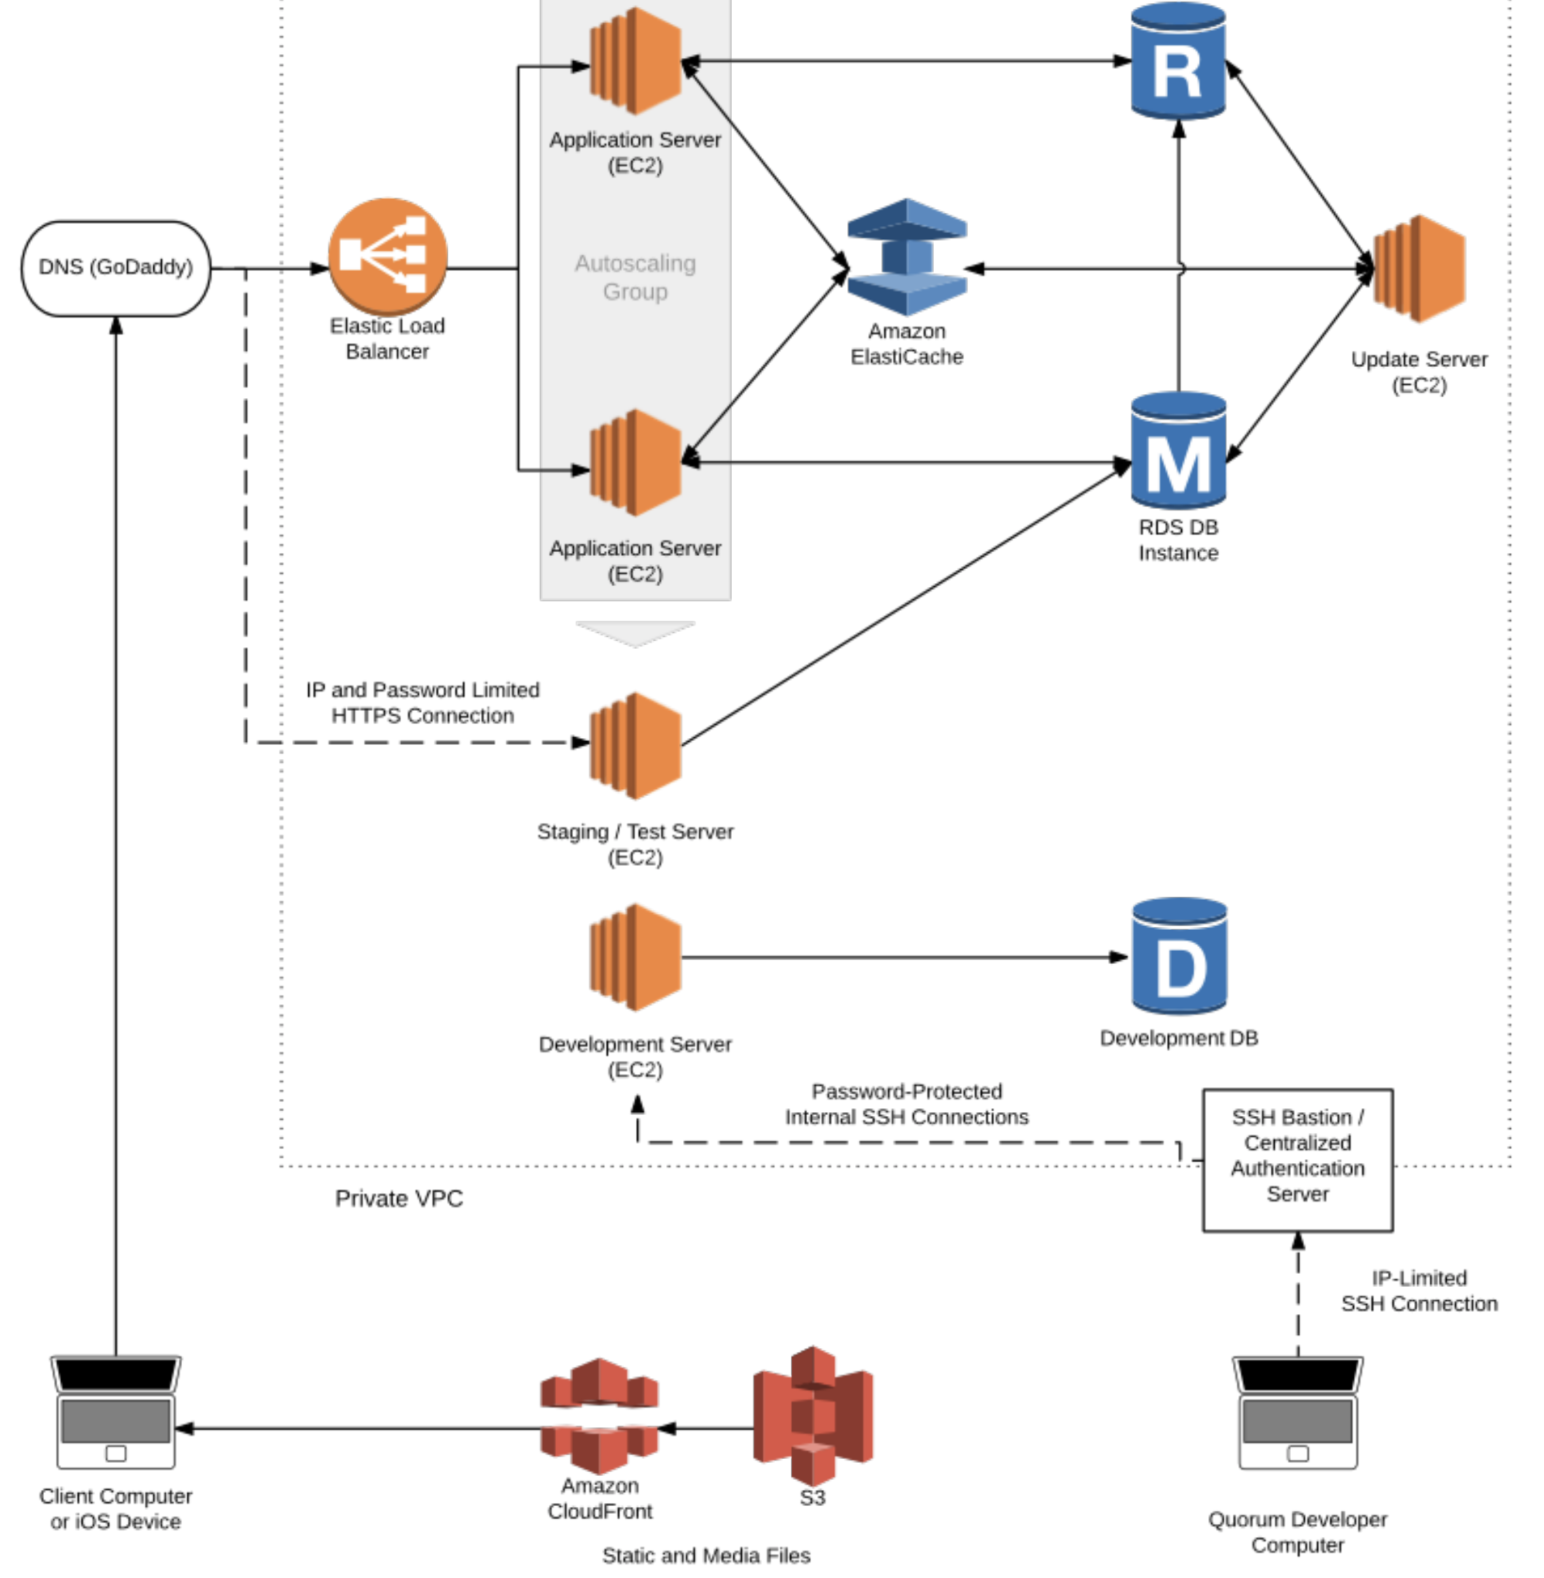 R
Application Server
(EC2)
DNS (GoDaddy)
Autoscaling
Group
Elastic Load
Balancer
Amazon
ElastiCache
Update Server
(EC2)
M
RDS DB
Instance
Application Server
(EC2)
IP and Password Limited
HTTPS Connection
Staging / Test Server
(EC2)
D
Development Server
(EC2)
Development DB
Password-Protected
Internal SSH Connections
SSH Bastion /
Centralized
Authentication
Server
Private VPC
IP-Limited
SSH Connection
Client Computer
or iOS Device
Amazon
CloudFront
S3
Quorum Developer
Computer
Static and Media Files